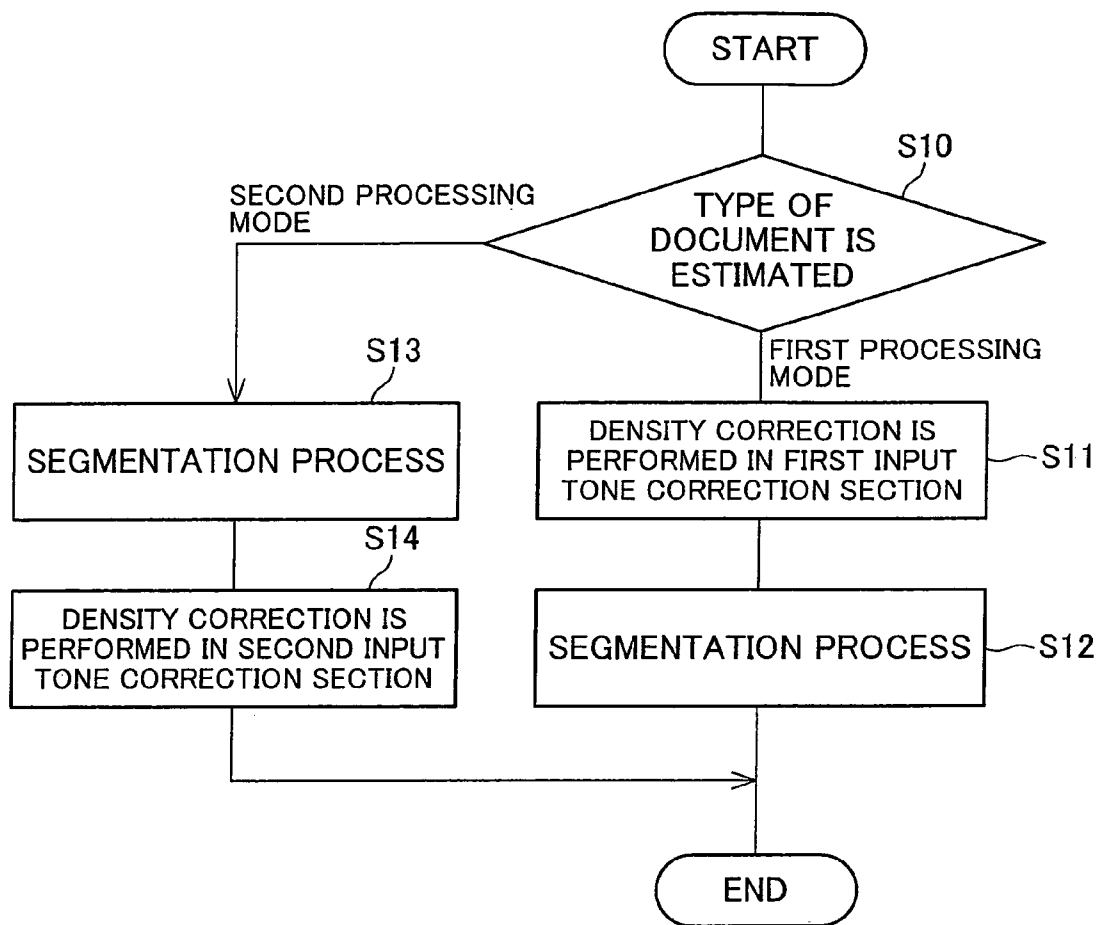 START
S10
TYPE OF
DOCUMENT IS
ESTIMATED
SECOND PROCESSING
MODE
FIRST PROCESSING
MODE
S13
SEGMENTATION PROCESS
DENSITY CORRECTION IS
PERFORMED IN FIRST INPUT
TONE CORRECTION SECTION
S11
S14
DENSITY CORRECTION IS
PERFORMED IN SECOND INPUT
TONE CORRECTION SECTION
SEGMENTATION PROCESS
S12
END